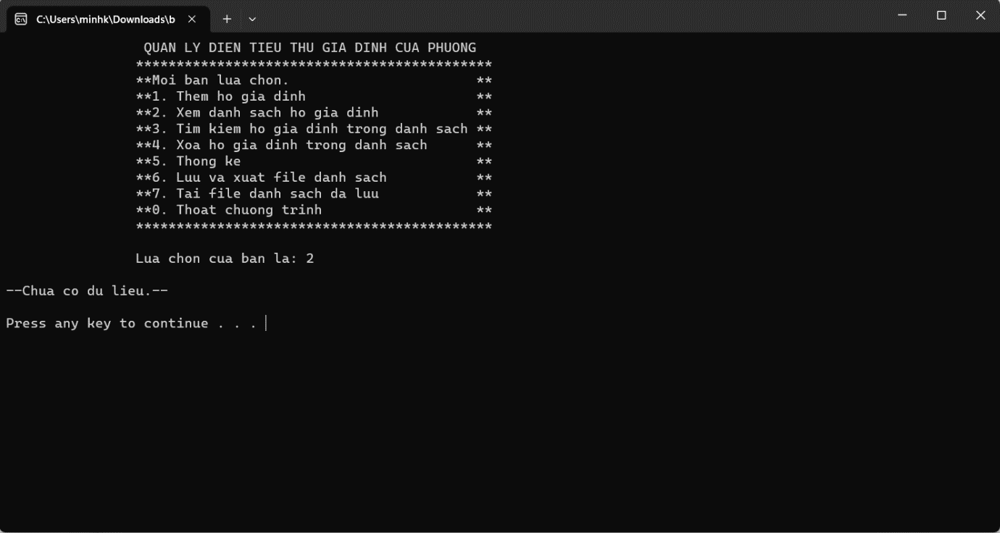 C:\Users\minhk\Downloads\b
QUAN LY DIEN TIEU THU GIA DINH CUA PHUONG
********************************************
**Moi ban lua chon.                       **
**1. Them ho gia dinh                     **
**2. Xem danh sach ho gia dinh            **
**3. Tim kiem ho gia dinh trong danh sach **
**4. Xoa ho gia dinh trong danh sach      **
**5. Thong ke                             **
**6. Luu va xuat file danh sach           **
**7. Tai file danh sach da luu            **
**0. Thoat chuong trinh                   **
********************************************
Lua chon cua ban la: 2
--Chua co du lieu.--
Press any key to continue . . .